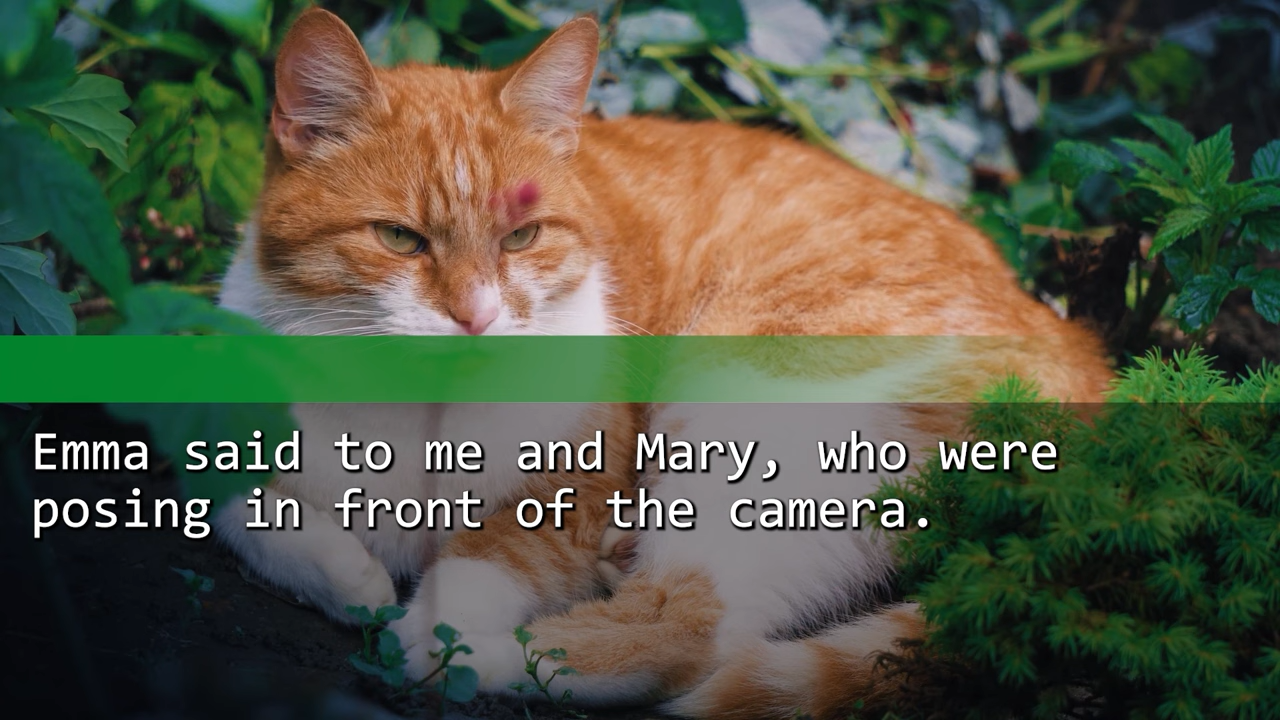 Emma said to me and Mary, who were
posing in front of the camera.